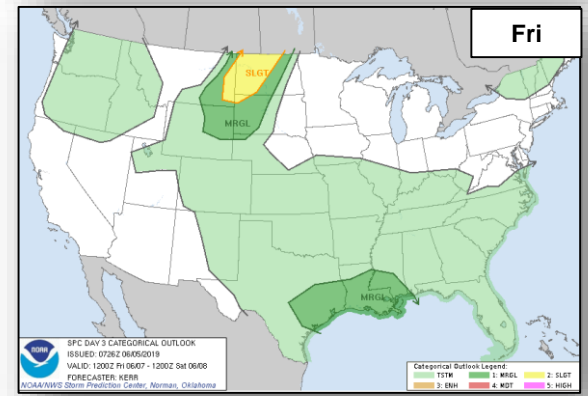 Fri
SLGT
MRGL
MRGL
NOAA
SPC DAY 3 CATEGORICAL OUTLOOK
ISSUED: 0726Z 06/05/2019
VALID: 1200Z Fri 06/07 - 1200Z Sat 06/08
FORECASTER: KERR
NOAA/NWS Storm Prediction Center, Norman, Oklahoma
Categorical Outlook Legend:
TSTM 1: MRGL 2: SLGT
3: ENH 4: MDT 5: HIGH